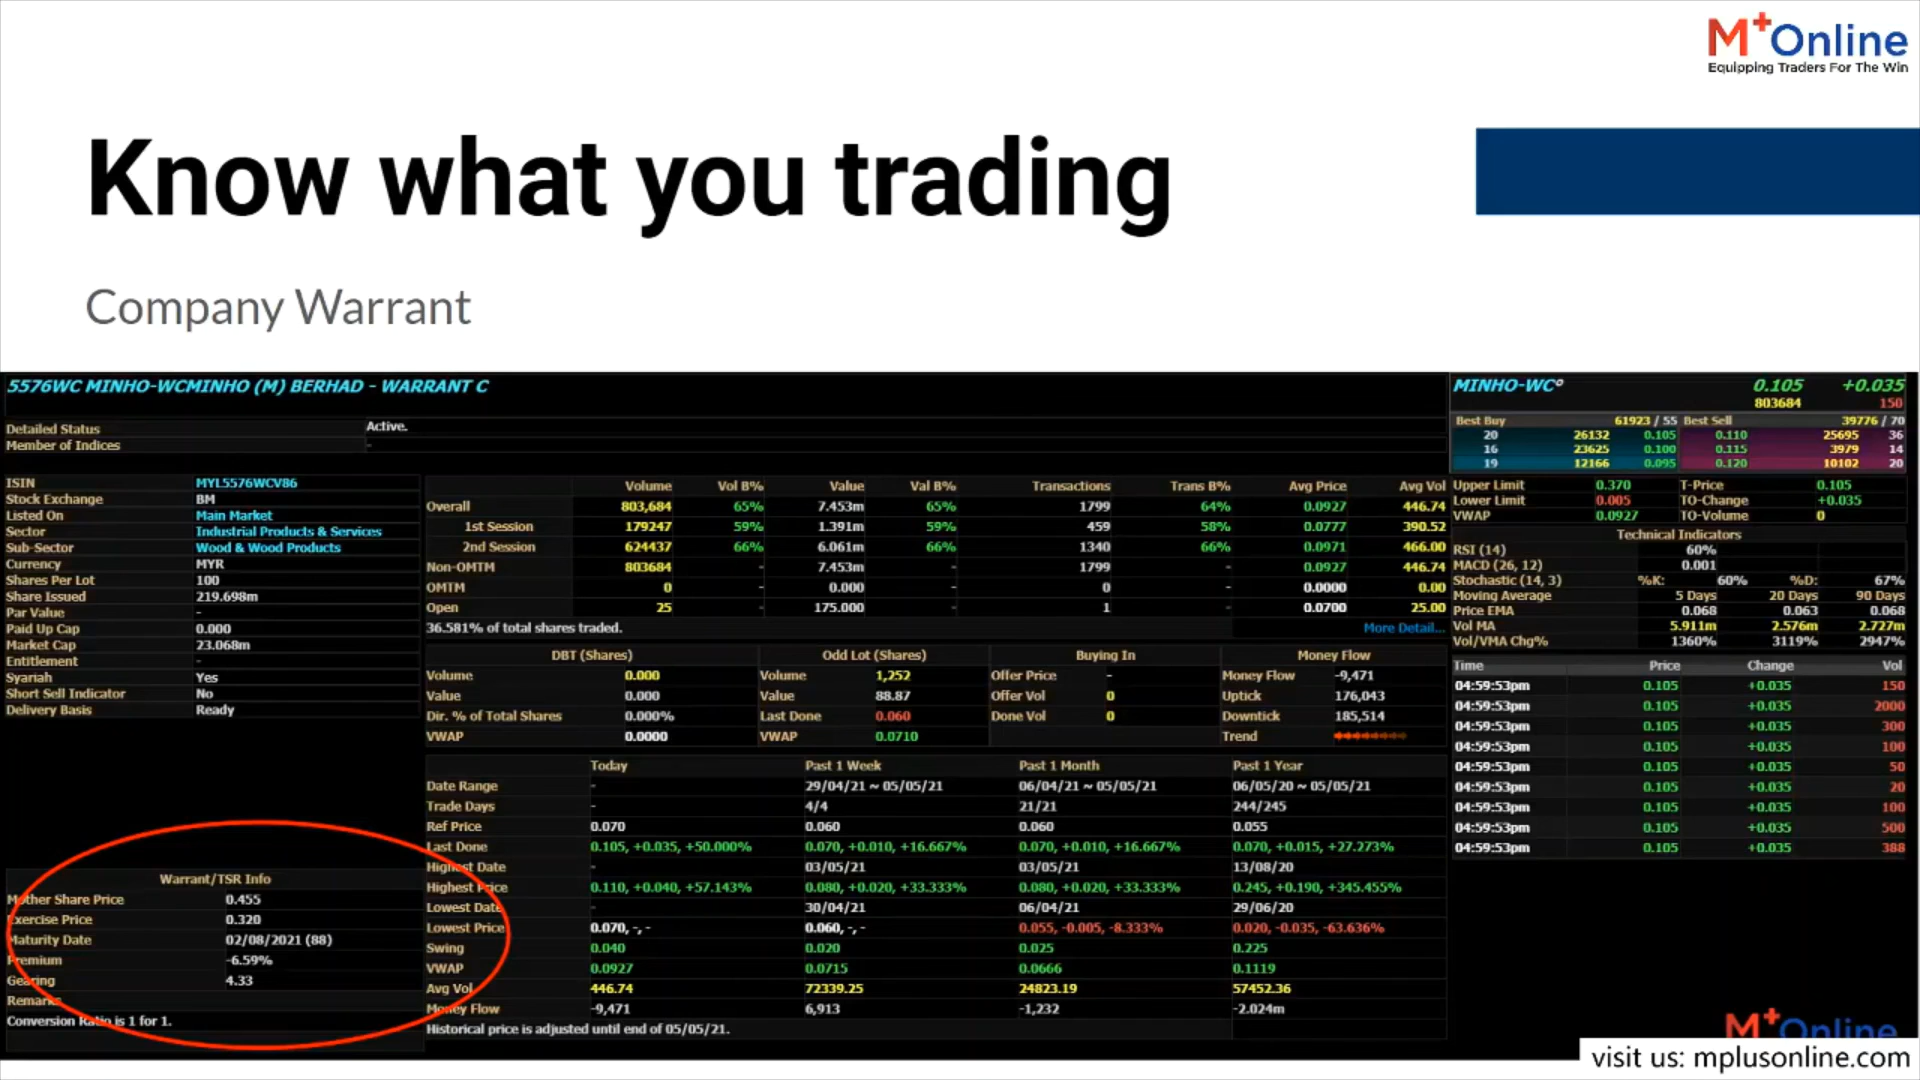 M+Online
Equipping Traders For The Win
Know what you trading
Company Warrant
5576WC MINHO-WCMINHO (M) BERHAD - WARRANT C
Detailed Status Active.
Member of Indices -
ISIN MYL5576WCV86
Stock Exchange BM
Listed On Main Market
Sector Industrial Products & Services
Sub-Sector Wood & Wood Products
Currency MYR
Shares Per Lot 100
Share Issued 219.698m
Par Value -
Paid Up Cap 0.000
Market Cap 23.068m
Entitlement -
Syariah Yes
Short Sell Indicator No
Delivery Basis Ready
Warrant/TSR Info
Mother Share Price 0.455
Exercise Price 0.320
Maturity Date 02/08/2021 (88)
Premium -6.59%
Gearing 4.33
Remarks
Conversion Ratio is 1 for 1.
Volume Vol B% Value Val B% Transactions Trans B% Avg Price Avg Vol
Overall 803,684 65% 7.453m 65% 1799 64% 0.0927 446.74
1st Session 179247 59% 1.391m 59% 459 58% 0.0777 390.52
2nd Session 624437 66% 6.061m 66% 1340 66% 0.0971 466.00
Non-OMTM 803684 - 7.453m - 1799 - 0.0927 446.74
OMTM 0 - 0.000 - 0 - 0.0000 0.00
Open 25 - 175.000 - 1 - 0.0700 25.00
36.581% of total shares traded. More Detail...
DBT (Shares) Odd Lot (Shares) Buying In Money Flow
Volume 0.000 Volume 1,252 Offer Price - Money Flow -9,471
Value 0.000 Value 88.87 Offer Vol 0 Uptick 176,043
Dir. % of Total Shares 0.000% Last Done 0.060 Done Vol 0 Downtick 185,514
VWAP 0.0000 VWAP 0.0710 Trend
Today Past 1 Week Past 1 Month Past 1 Year
Date Range - 29/04/21 ~ 05/05/21 06/04/21 ~ 05/05/21 06/05/20 ~ 05/05/21
Trade Days - 4/4 21/21 244/245
Ref Price 0.070 0.060 0.060 0.055
Last Done 0.105, +0.035, +50.000% 0.070, +0.010, +16.667% 0.070, +0.010, +16.667% 0.070, +0.015, +27.273%
Highest Date - 03/05/21 03/05/21 13/08/20
Highest Price 0.110, +0.040, +57.143% 0.080, +0.020, +33.333% 0.080, +0.020, +33.333% 0.245, +0.190, +345.455%
Lowest Date - 30/04/21 06/04/21 29/06/20
Lowest Price 0.070, -, - 0.060, -, - 0.055, -0.005, -8.333% 0.020, -0.035, -63.636%
Swing 0.040 0.020 0.025 0.225
VWAP 0.0927 0.0715 0.0666 0.1119
Avg Vol 446.74 72339.25 24823.19 57452.36
Money Flow -9,471 6,913 -1,232 -2.024m
Historical price is adjusted until end of 05/05/21.
MINHO-WC° 0.105 +0.035
803684 150
Best Buy 61923 / 55 Best Sell 39776 / 70
20 26132 0.105 0.110 25695 36
16 23625 0.100 0.115 3979 14
19 12166 0.095 0.120 10102 20
Upper Limit 0.370 T-Price 0.105
Lower Limit 0.005 TO-Change +0.035
VWAP 0.0927 TO-Volume 0
Technical Indicators
RSI (14) 60%
MACD (26, 12) 0.001
Stochastic (14, 3) %K: 60% %D: 67%
Moving Average 5 Days 20 Days 90 Days
Price EMA 0.068 0.063 0.068
Vol MA 5.911m 2.576m 2.727m
Vol/VMA Chg% 1360% 3119% 2947%
Time Price Change Vol
04:59:53pm 0.105 +0.035 150
04:59:53pm 0.105 +0.035 2000
04:59:53pm 0.105 +0.035 300
04:59:53pm 0.105 +0.035 100
04:59:53pm 0.105 +0.035 50
04:59:53pm 0.105 +0.035 20
04:59:53pm 0.105 +0.035 100
04:59:53pm 0.105 +0.035 500
04:59:53pm 0.105 +0.035 388
M+Online
visit us: mplusonline.com